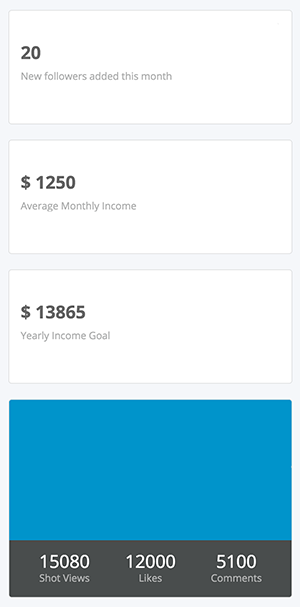 20
New followers added this month
$ 1250
Average Monthly Income
$ 13865
Yearly Income Goal
15080 12000 5100
Shot Views Likes Comments